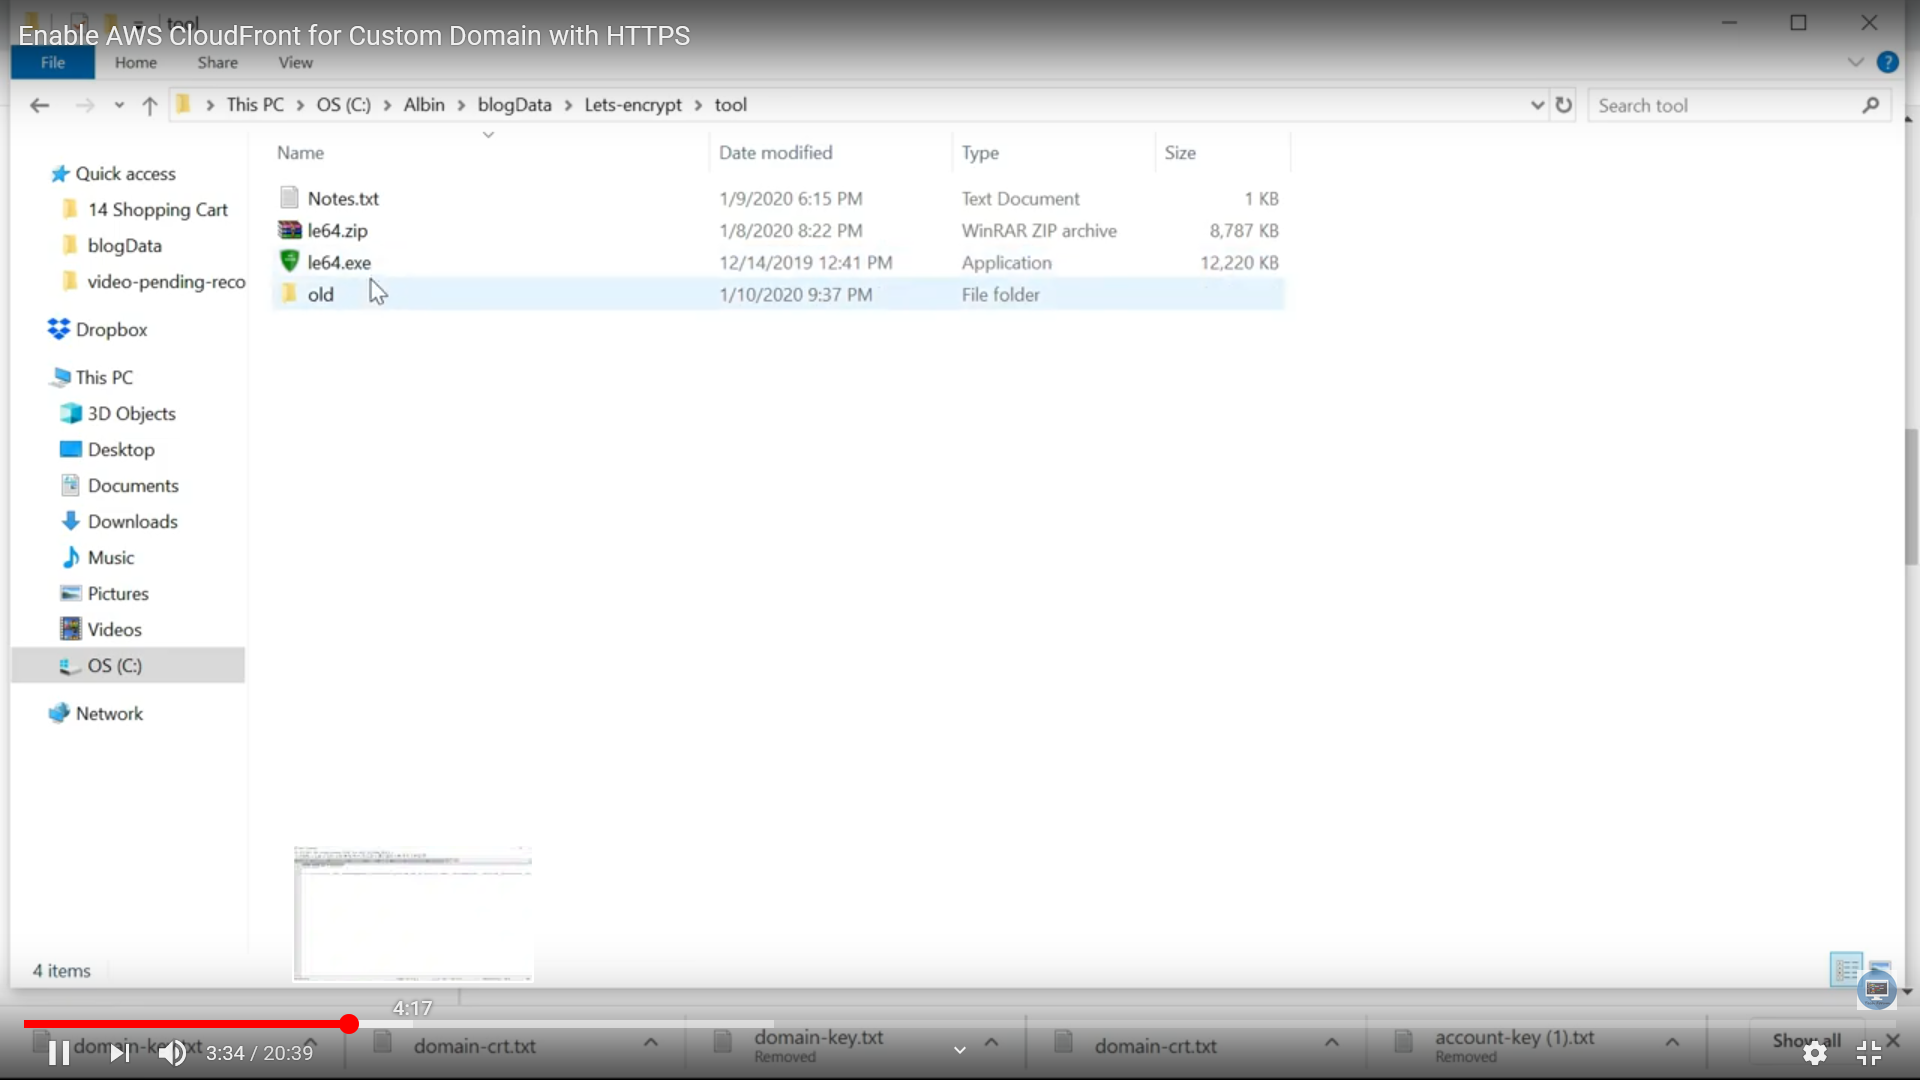 tool
Enable AWS CloudFront for Custom Domain with HTTPS
File Home Share View
This PC OS (C:) Albin blogData Lets-encrypt tool
Search tool
Name Date modified Type Size
Notes.txt 1/9/2020 6:15 PM Text Document 1 KB
le64.zip 1/8/2020 8:22 PM WinRAR ZIP archive 8,787 KB
le64.exe 12/14/2019 12:41 PM Application 12,220 KB
old 1/10/2020 9:37 PM File folder
Quick access
14 Shopping Cart
blogData
video-pending-reco
Dropbox
This PC
3D Objects
Desktop
Documents
Downloads
Music
Pictures
Videos
OS (C:)
Network
4 items
4:17
domain-key.txt domain-crt.txt domain-key.txt domain-crt.txt account-key (1).txt Show all
Removed Removed
3:34 / 20:39